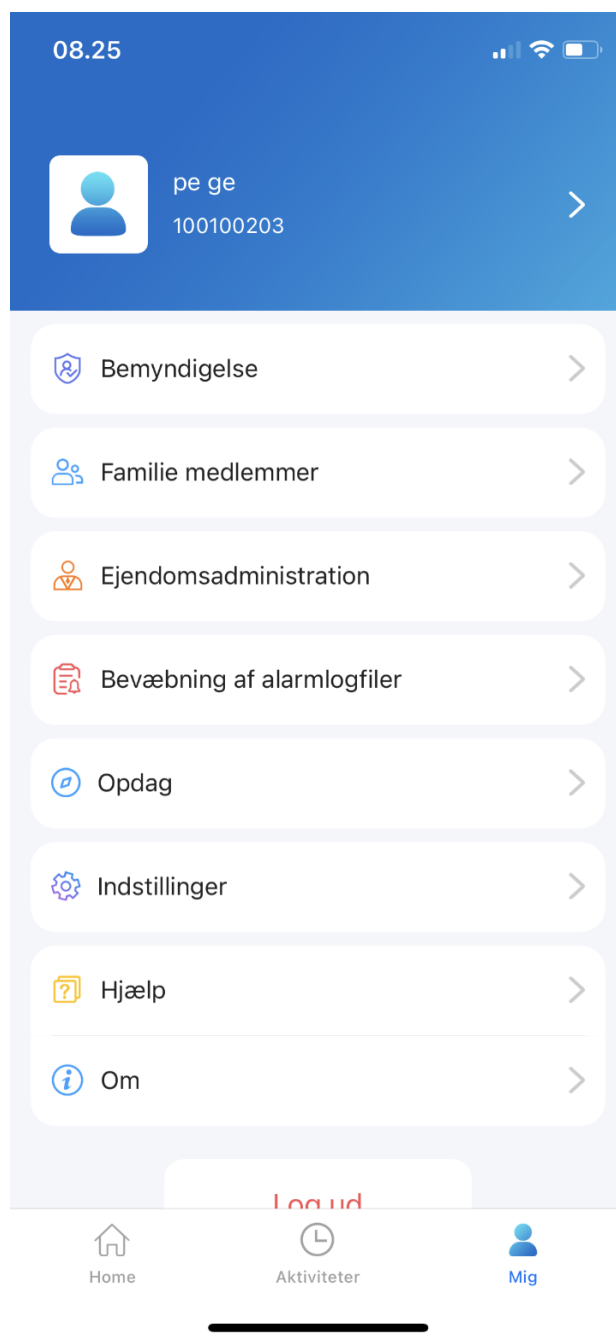 08.25
pe ge
100100203
Bemyndigelse
Familie medlemmer
Ejendomsadministration
Bevæbning af alarmlogfiler
Opdag
Indstillinger
Hjælp
Om
Log ud
Home
Aktiviteter
Mig